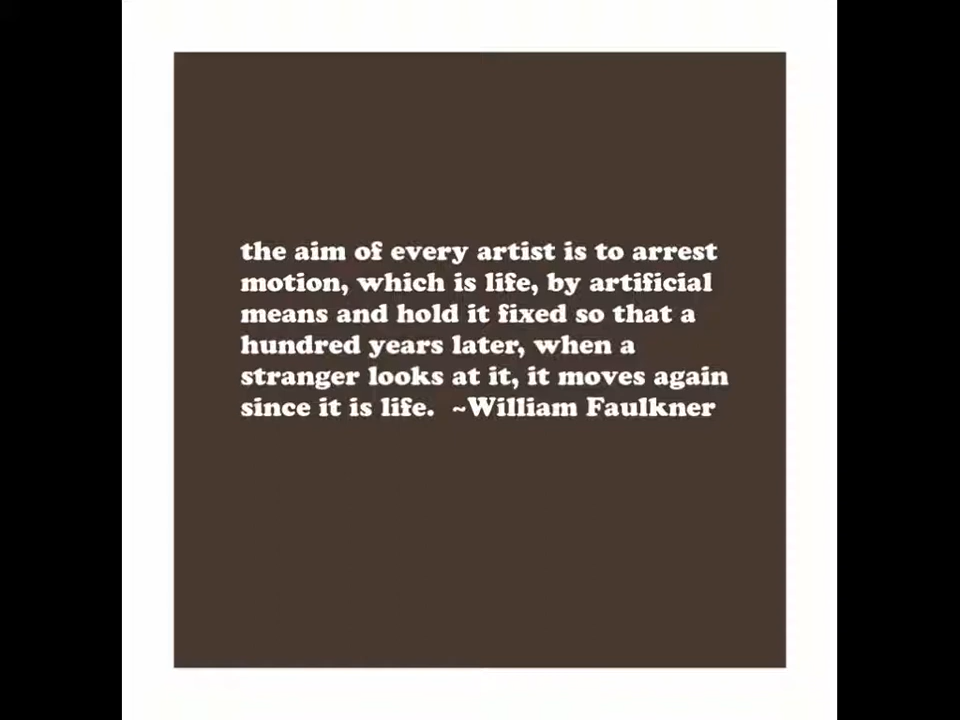 the aim of every artist is to arrest
motion, which is life, by artificial
means and hold it fixed so that a
hundred years later, when a
stranger looks at it, it moves again
since it is life.  ~William Faulkner